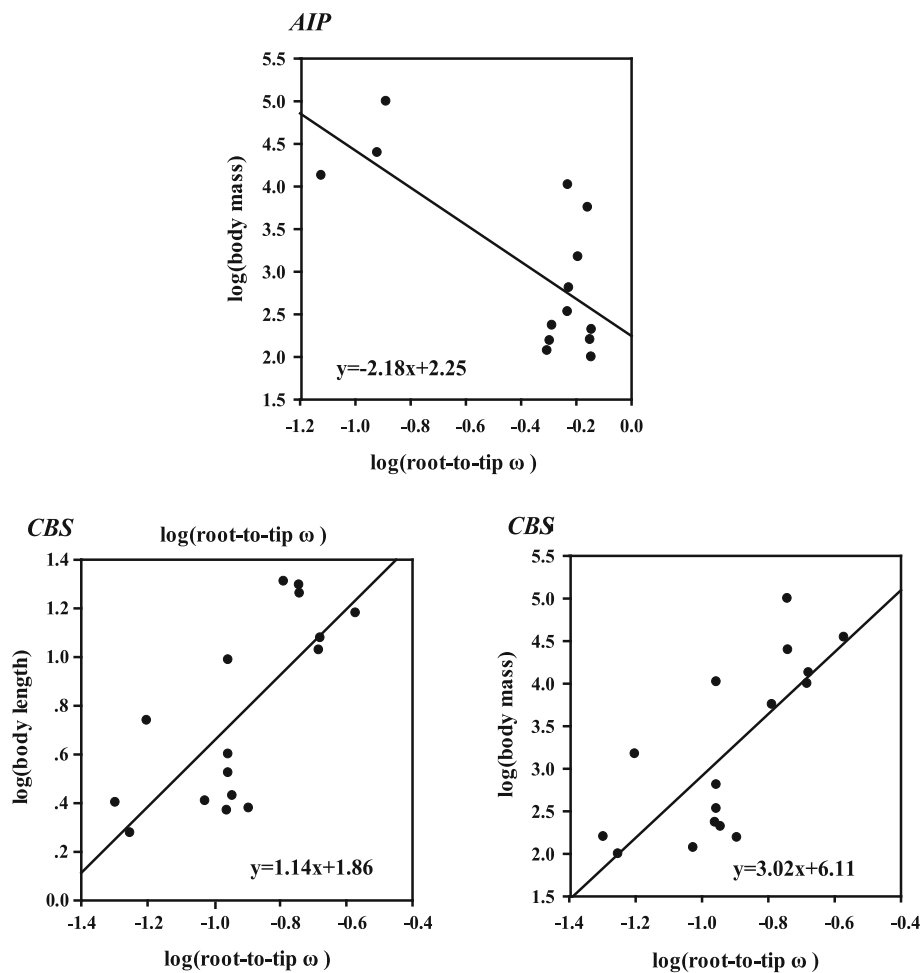 AIP
5.5
5.0
4.5
4.0
3.5
3.0
2.5
2.0
1.5
log(body mass)
y=-2.18x+2.25
-1.2 -1.0 -0.8 -0.6 -0.4 -0.2 0.0
log(root-to-tip ω )
CBS
log(root-to-tip ω )
1.4
1.2
1.0
.8
.6
.4
.2
0.0
log(body length)
y=1.14x+1.86
-1.4 -1.2 -1.0 -0.8 -0.6 -0.4
log(root-to-tip ω )
CBS
5.5
5.0
4.5
4.0
3.5
3.0
2.5
2.0
1.5
log(body mass)
y=3.02x+6.11
-1.4 -1.2 -1.0 -0.8 -0.6 -0.4
log(root-to-tip ω )